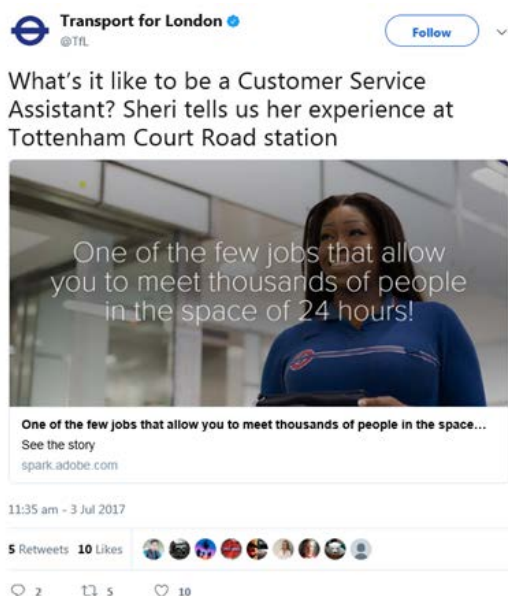 Transport for London
@TfL
Follow
What's it like to be a Customer Service
Assistant? Sheri tells us her experience at
Tottenham Court Road station
One of the few jobs that allow
you to meet thousands of people
in the space of 24 hours!
One of the few jobs that allow you to meet thousands of people in the space...
See the story
spark.adobe.com
11:35 am - 3 Jul 2017
5 Retweets 10 Likes
2 5 10